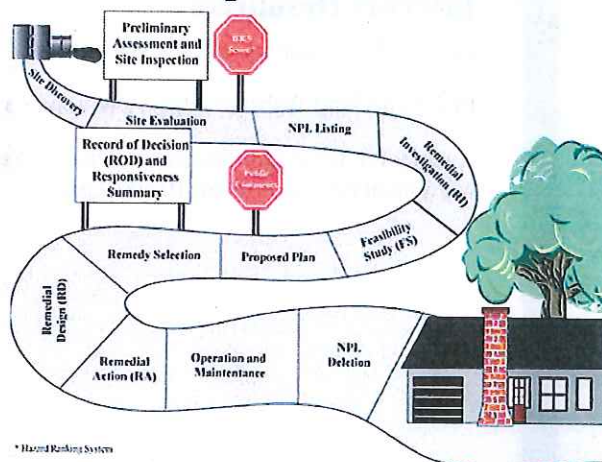 Preliminary
Assessment and
Site Inspection
HRS
Score*
Site Discovery
Site Evaluation
NPL Listing
Remedial
Investigation (RI)
Record of Decision
(ROD) and
Responsiveness
Summary
Public
Comments
Feasibility
Study (FS)
Proposed Plan
Remedy Selection
Remedial
Design (RD)
Remedial
Action (RA)
Operation and
Maintentance
NPL
Deletion
* Hazard Ranking System